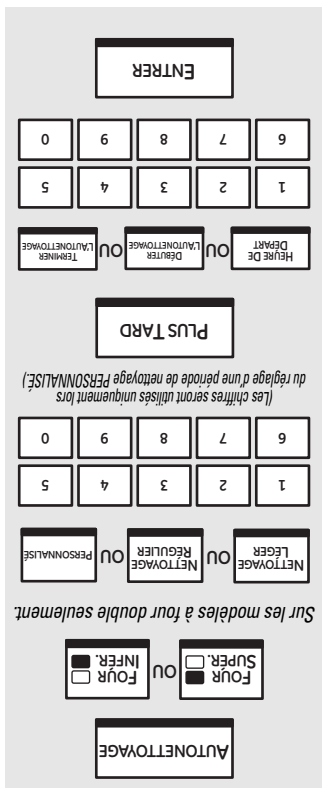 AUTONETTOYAGE
FOUR SUPÉR. OU FOUR INFÉR.
Sur les modèles à four double seulement.
NETTOYAGE LÉGER OU NETTOYAGE RÉGULIER OU PERSONNALISÉ
1 2 3 4 5
6 7 8 9 0
(Les chiffres seront utilisés uniquement lors
du réglage d'une période de nettoyage PERSONNALISÉ.)
PLUS TARD
HEURE DE DÉPART OU DÉBUTER L'AUTONETTOYAGE OU TERMINER L'AUTONETTOYAGE
1 2 3 4 5
6 7 8 9 0
ENTRER